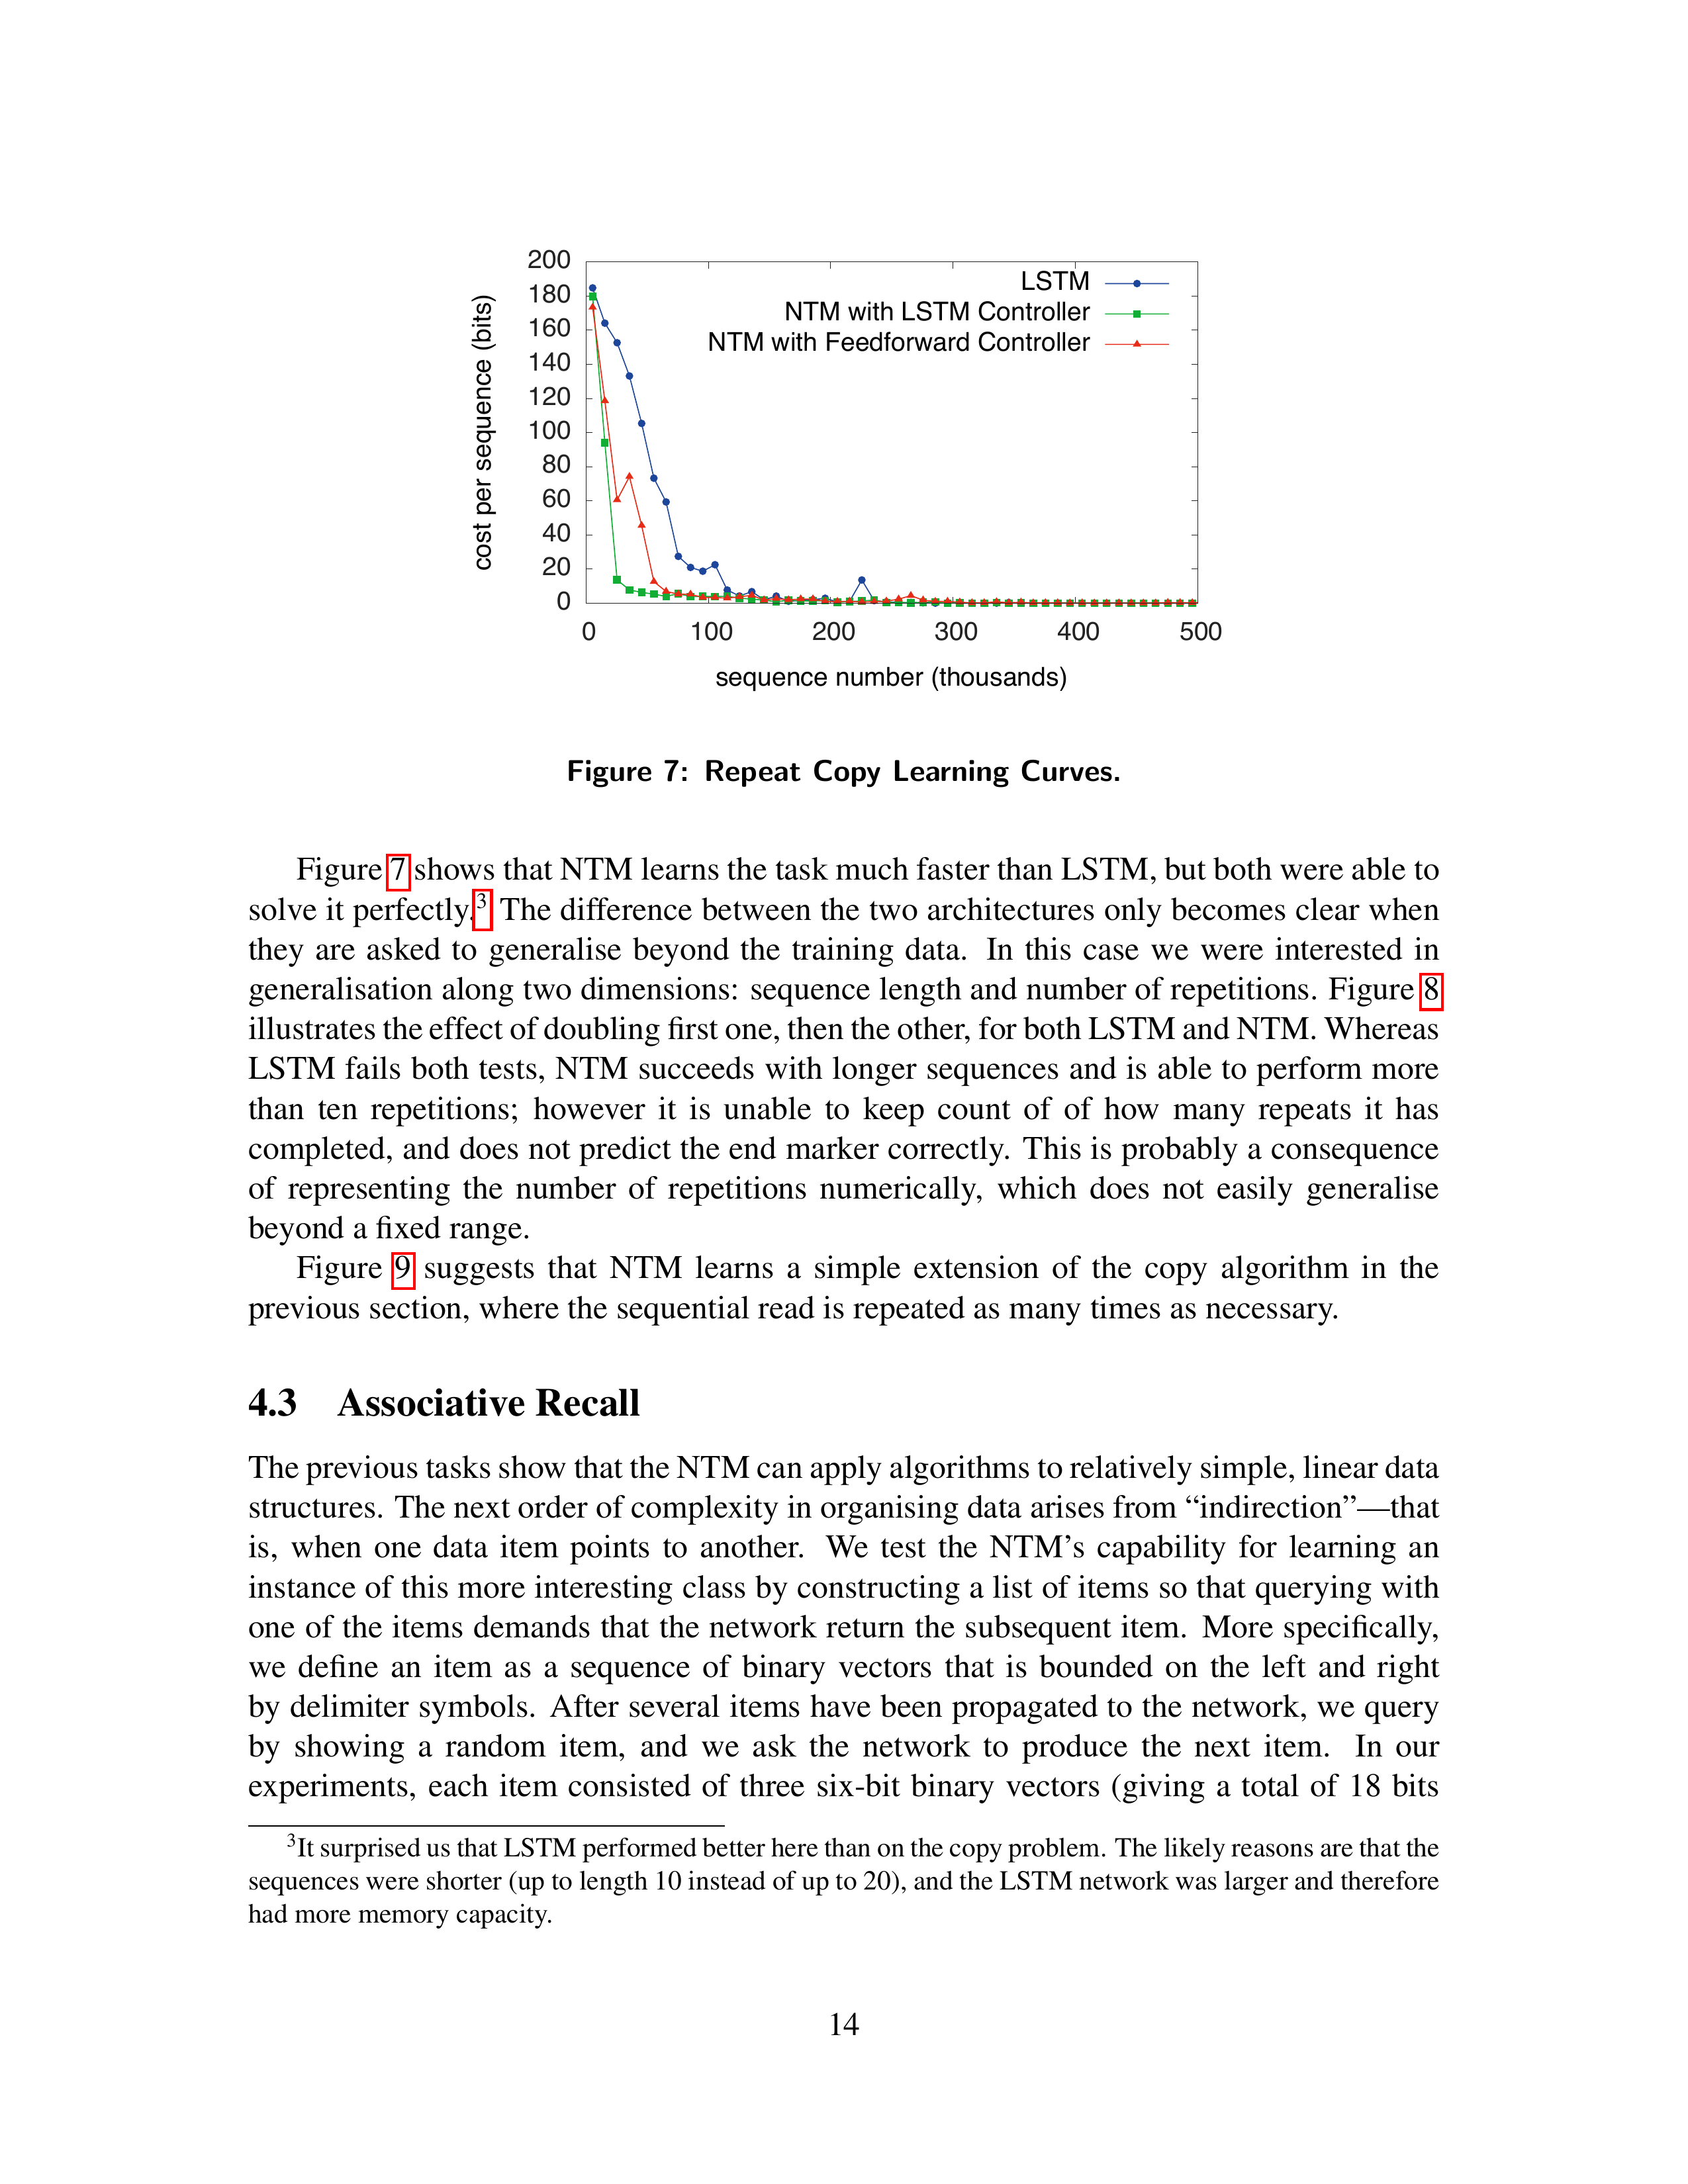 200
180
160
140
120
100
80
60
40
20
0
cost per sequence (bits)
LSTM
NTM with LSTM Controller
NTM with Feedforward Controller
0 100 200 300 400 500
sequence number (thousands)
Figure 7: Repeat Copy Learning Curves.
Figure 7 shows that NTM learns the task much faster than LSTM, but both were able to
solve it perfectly.3 The difference between the two architectures only becomes clear when
they are asked to generalise beyond the training data. In this case we were interested in
generalisation along two dimensions: sequence length and number of repetitions. Figure 8
illustrates the effect of doubling first one, then the other, for both LSTM and NTM. Whereas
LSTM fails both tests, NTM succeeds with longer sequences and is able to perform more
than ten repetitions; however it is unable to keep count of of how many repeats it has
completed, and does not predict the end marker correctly. This is probably a consequence
of representing the number of repetitions numerically, which does not easily generalise
beyond a fixed range.
Figure 9 suggests that NTM learns a simple extension of the copy algorithm in the
previous section, where the sequential read is repeated as many times as necessary.
4.3 Associative Recall
The previous tasks show that the NTM can apply algorithms to relatively simple, linear data
structures. The next order of complexity in organising data arises from “indirection”—that
is, when one data item points to another. We test the NTM’s capability for learning an
instance of this more interesting class by constructing a list of items so that querying with
one of the items demands that the network return the subsequent item. More specifically,
we define an item as a sequence of binary vectors that is bounded on the left and right
by delimiter symbols. After several items have been propagated to the network, we query
by showing a random item, and we ask the network to produce the next item. In our
experiments, each item consisted of three six-bit binary vectors (giving a total of 18 bits
3It surprised us that LSTM performed better here than on the copy problem. The likely reasons are that the
sequences were shorter (up to length 10 instead of up to 20), and the LSTM network was larger and therefore
had more memory capacity.
14